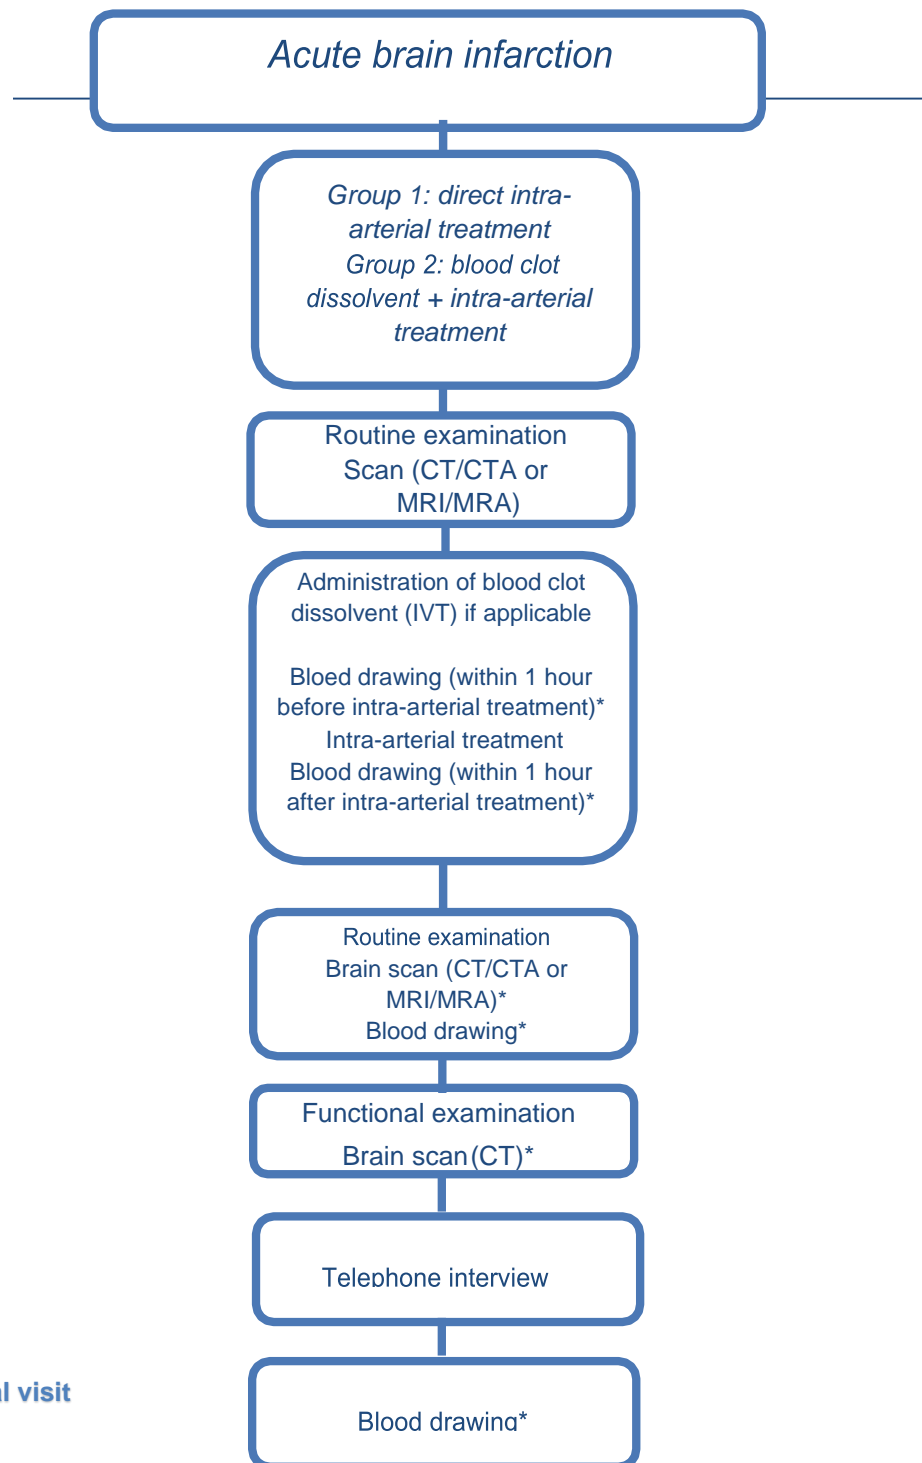 Acute brain infarction
Group 1: direct intra-
arterial treatment
Group 2: blood clot
dissolvent + intra-arterial
treatment
Routine examination
Scan (CT/CTA or
MRI/MRA)
Administration of blood clot
dissolvent (IVT) if applicable
Bloed drawing (within 1 hour
before intra-arterial treatment)*
Intra-arterial treatment
Blood drawing (within 1 hour
after intra-arterial treatment)*
Routine examination
Brain scan (CT/CTA or
MRI/MRA)*
Blood drawing*
Functional examination
Brain scan (CT)*
Telephone interview
visit
Blood drawing*